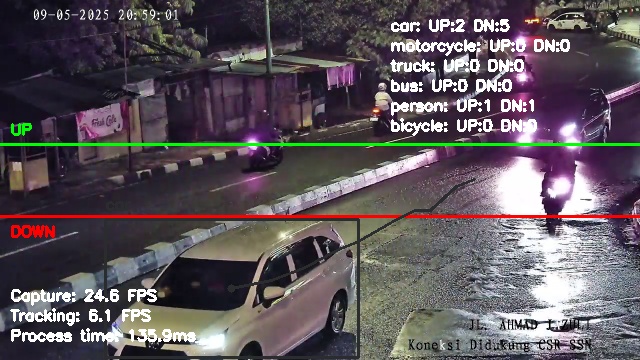 09-05-2025 20:59:01
car: UP:2 DN:5
motorcycle: UP:0 DN:0
truck: UP:0 DN:0
bus: UP:0 DN:0
person: UP:1 DN:1
bicycle: UP:0 DN:0
UP
DOWN
Capture: 24.6 FPS
Tracking: 6.1 FPS
Process time: 135.9ms
JL. AHMAD
Koneksi Didukung CSR SSN